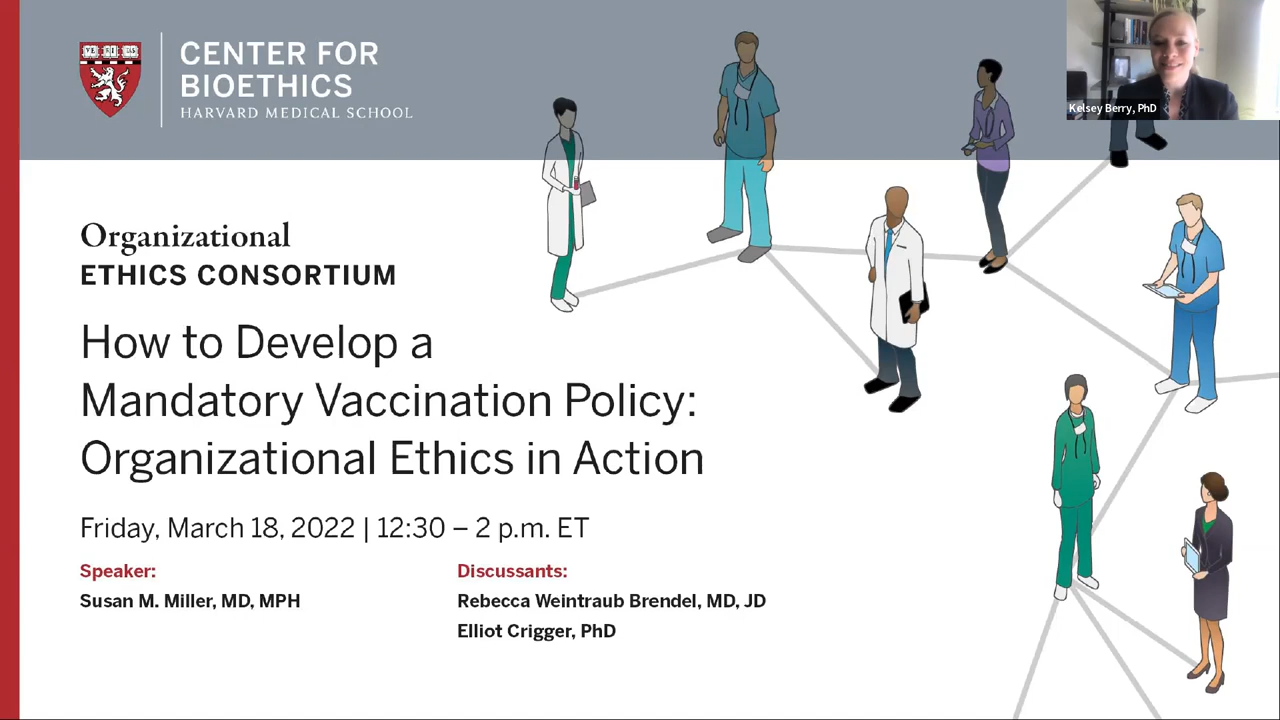 CENTER FOR
BIOETHICS
HARVARD MEDICAL SCHOOL
Kelsey Berry, PhD
Organizational
ETHICS CONSORTIUM
How to Develop a
Mandatory Vaccination Policy:
Organizational Ethics in Action
Friday, March 18, 2022 | 12:30 – 2 p.m. ET
Speaker:
Susan M. Miller, MD, MPH
Discussants:
Rebecca Weintraub Brendel, MD, JD
Elliot Crigger, PhD